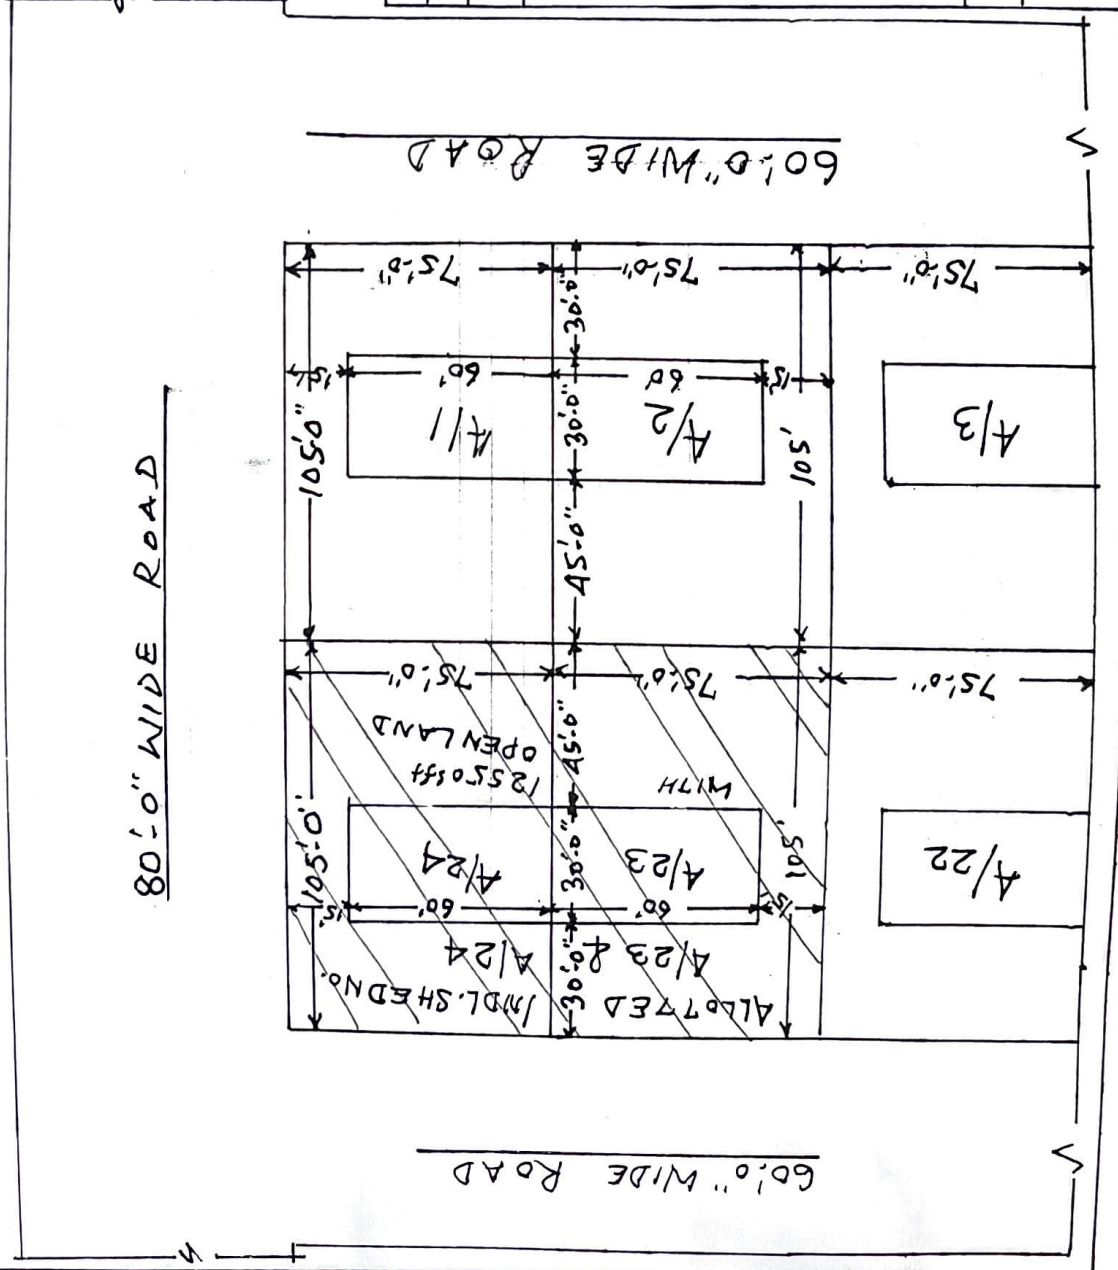 60'-0" WIDE ROAD
ALLOTTED INDL. SHED NO.
A/23 & A/24
30'-0"
15' 60' 60' 15'
A/22 A/23 A/24
30'-0"
105' 105'-0"
WITH 12550 sft
OPEN LAND
45'-0"
75'-0" 75'-0" 75'-0"
45'-0"
A/3 A/2 A/1
30'-0"
105' 105'-0"
15' 60' 60' 15'
30'-0"
75'-0" 75'-0" 75'-0"
60'-0" WIDE ROAD
80'-0" WIDE ROAD